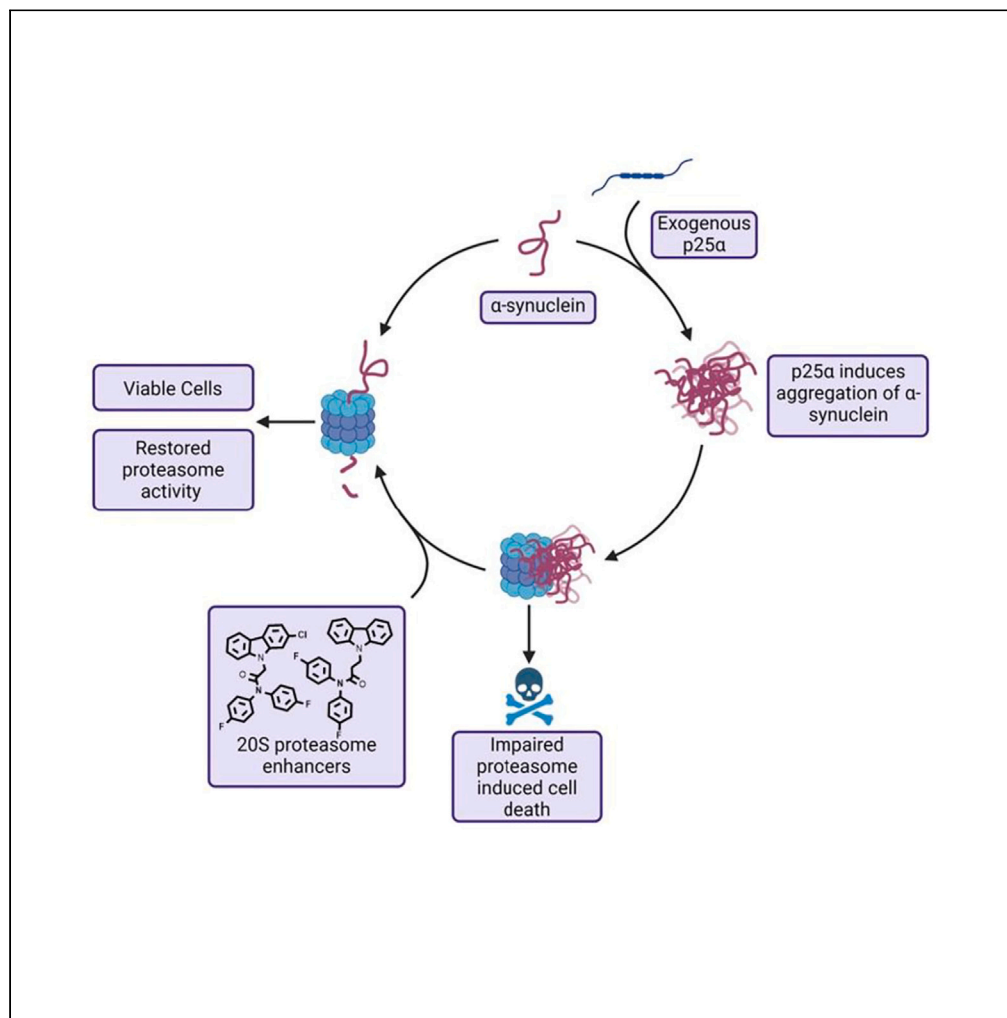 Exogenous
p25α
α-synuclein
p25α induces
aggregation of α-
synuclein
Viable Cells
Restored
proteasome
activity
Cl
N
O
N
F
F
F
N
O
N
F
20S proteasome
enhancers
Impaired
proteasome
induced cell
death